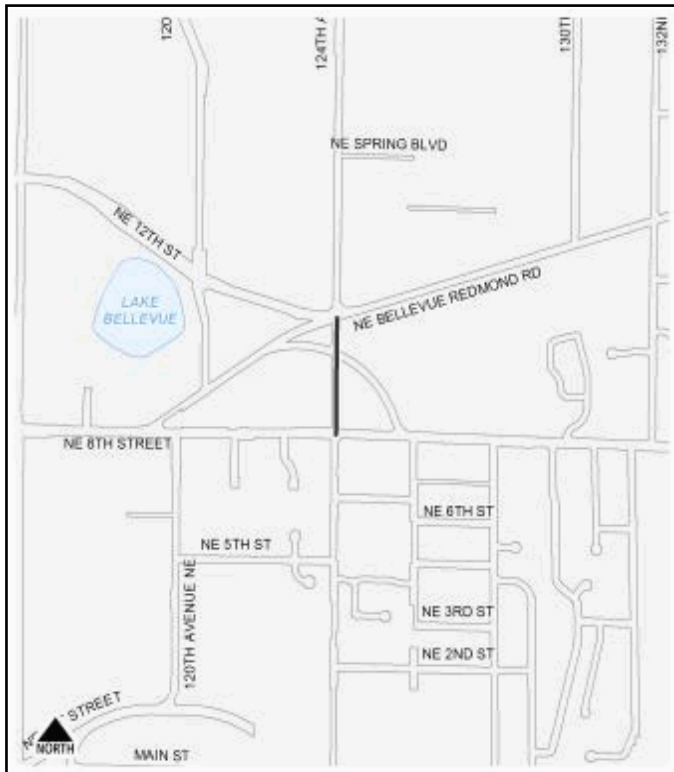 120
124TH A
130TH
132N
NE SPRING BLVD
NE 12TH ST
LAKE
BELLEVUE
NE BELLEVUE REDMOND RD
NE 8TH STREET
NE 6TH ST
NE 5TH ST
120TH AVENUE NE
NE 3RD ST
NE 2ND ST
STREET
NORTH
MAIN ST